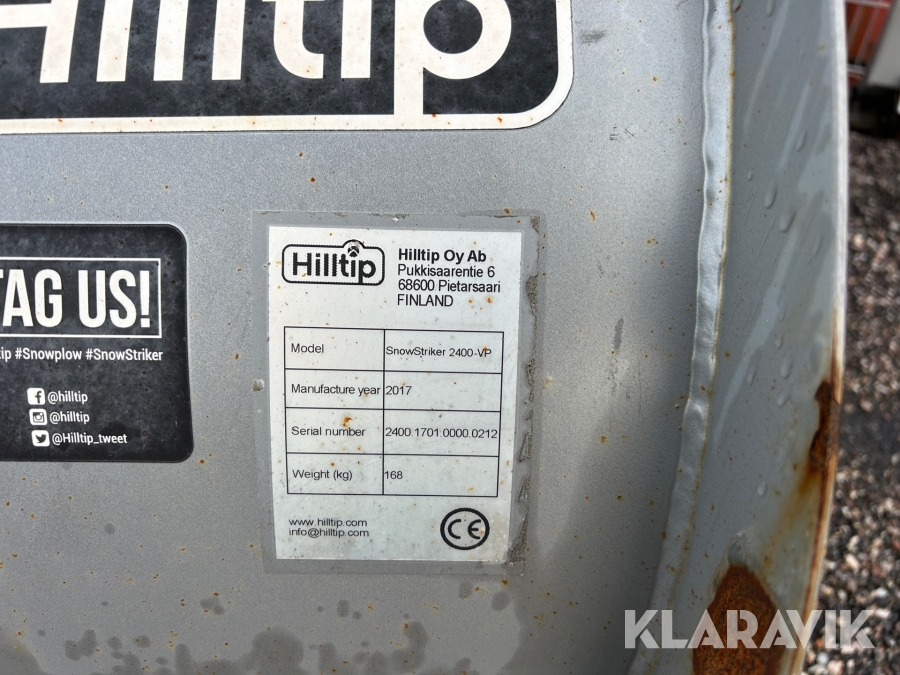 Hilltip
TAG US!
#Snowplow #SnowStriker
@hilltip
@hilltip
@Hilltip_tweet
Hilltip
Hilltip Oy Ab
Pukkisaarentie 6
68600 Pietarsaari
FINLAND
Model SnowStriker 2400-VP
Manufacture year 2017
Serial number 2400.1701.0000.0212
Weight (kg) 168
www.hilltip.com
info@hilltip.com
CE
KLARAVIK